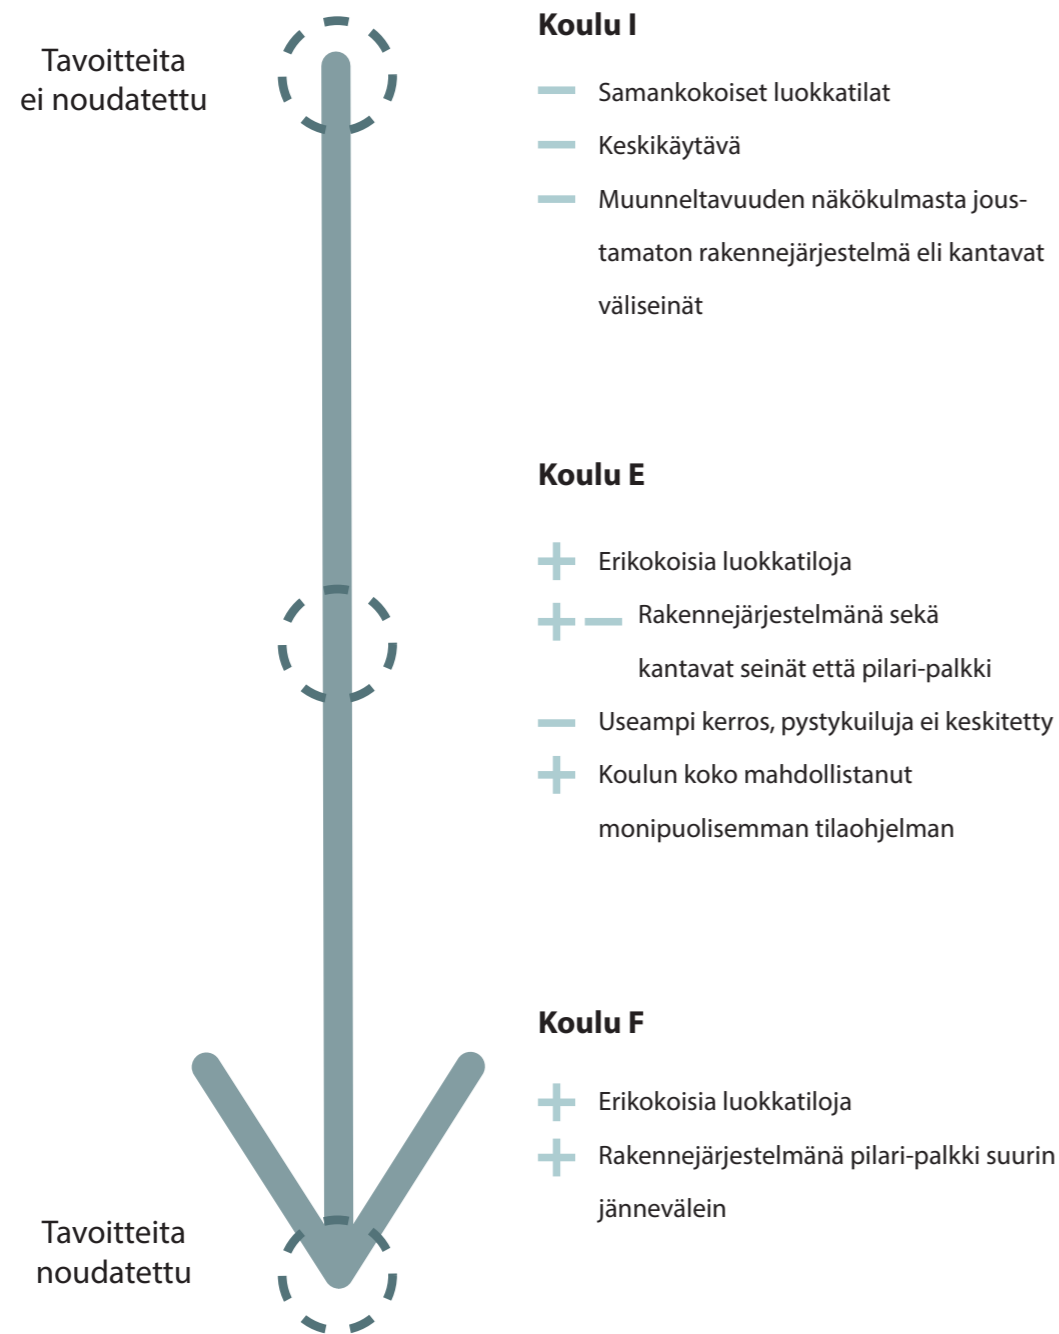 Tavoitteita
ei noudatettu
Koulu I
Samankokoiset luokkatilat
Keskikäytävä
Muunneltavuuden näkökulmasta jous-
tamaton rakennejärjestelmä eli kantavat
väliseinät
Koulu E
Erikokoisia luokkatiloja
Rakennejärjestelmänä sekä
kantavat seinät että pilari-palkki
Useampi kerros, pystykuiluja ei keskitetty
Koulun koko mahdollistanut
monipuolisemman tilaohjelman
Koulu F
Erikokoisia luokkatiloja
Rakennejärjestelmänä pilari-palkki suurin
jännevälein
Tavoitteita
noudatettu